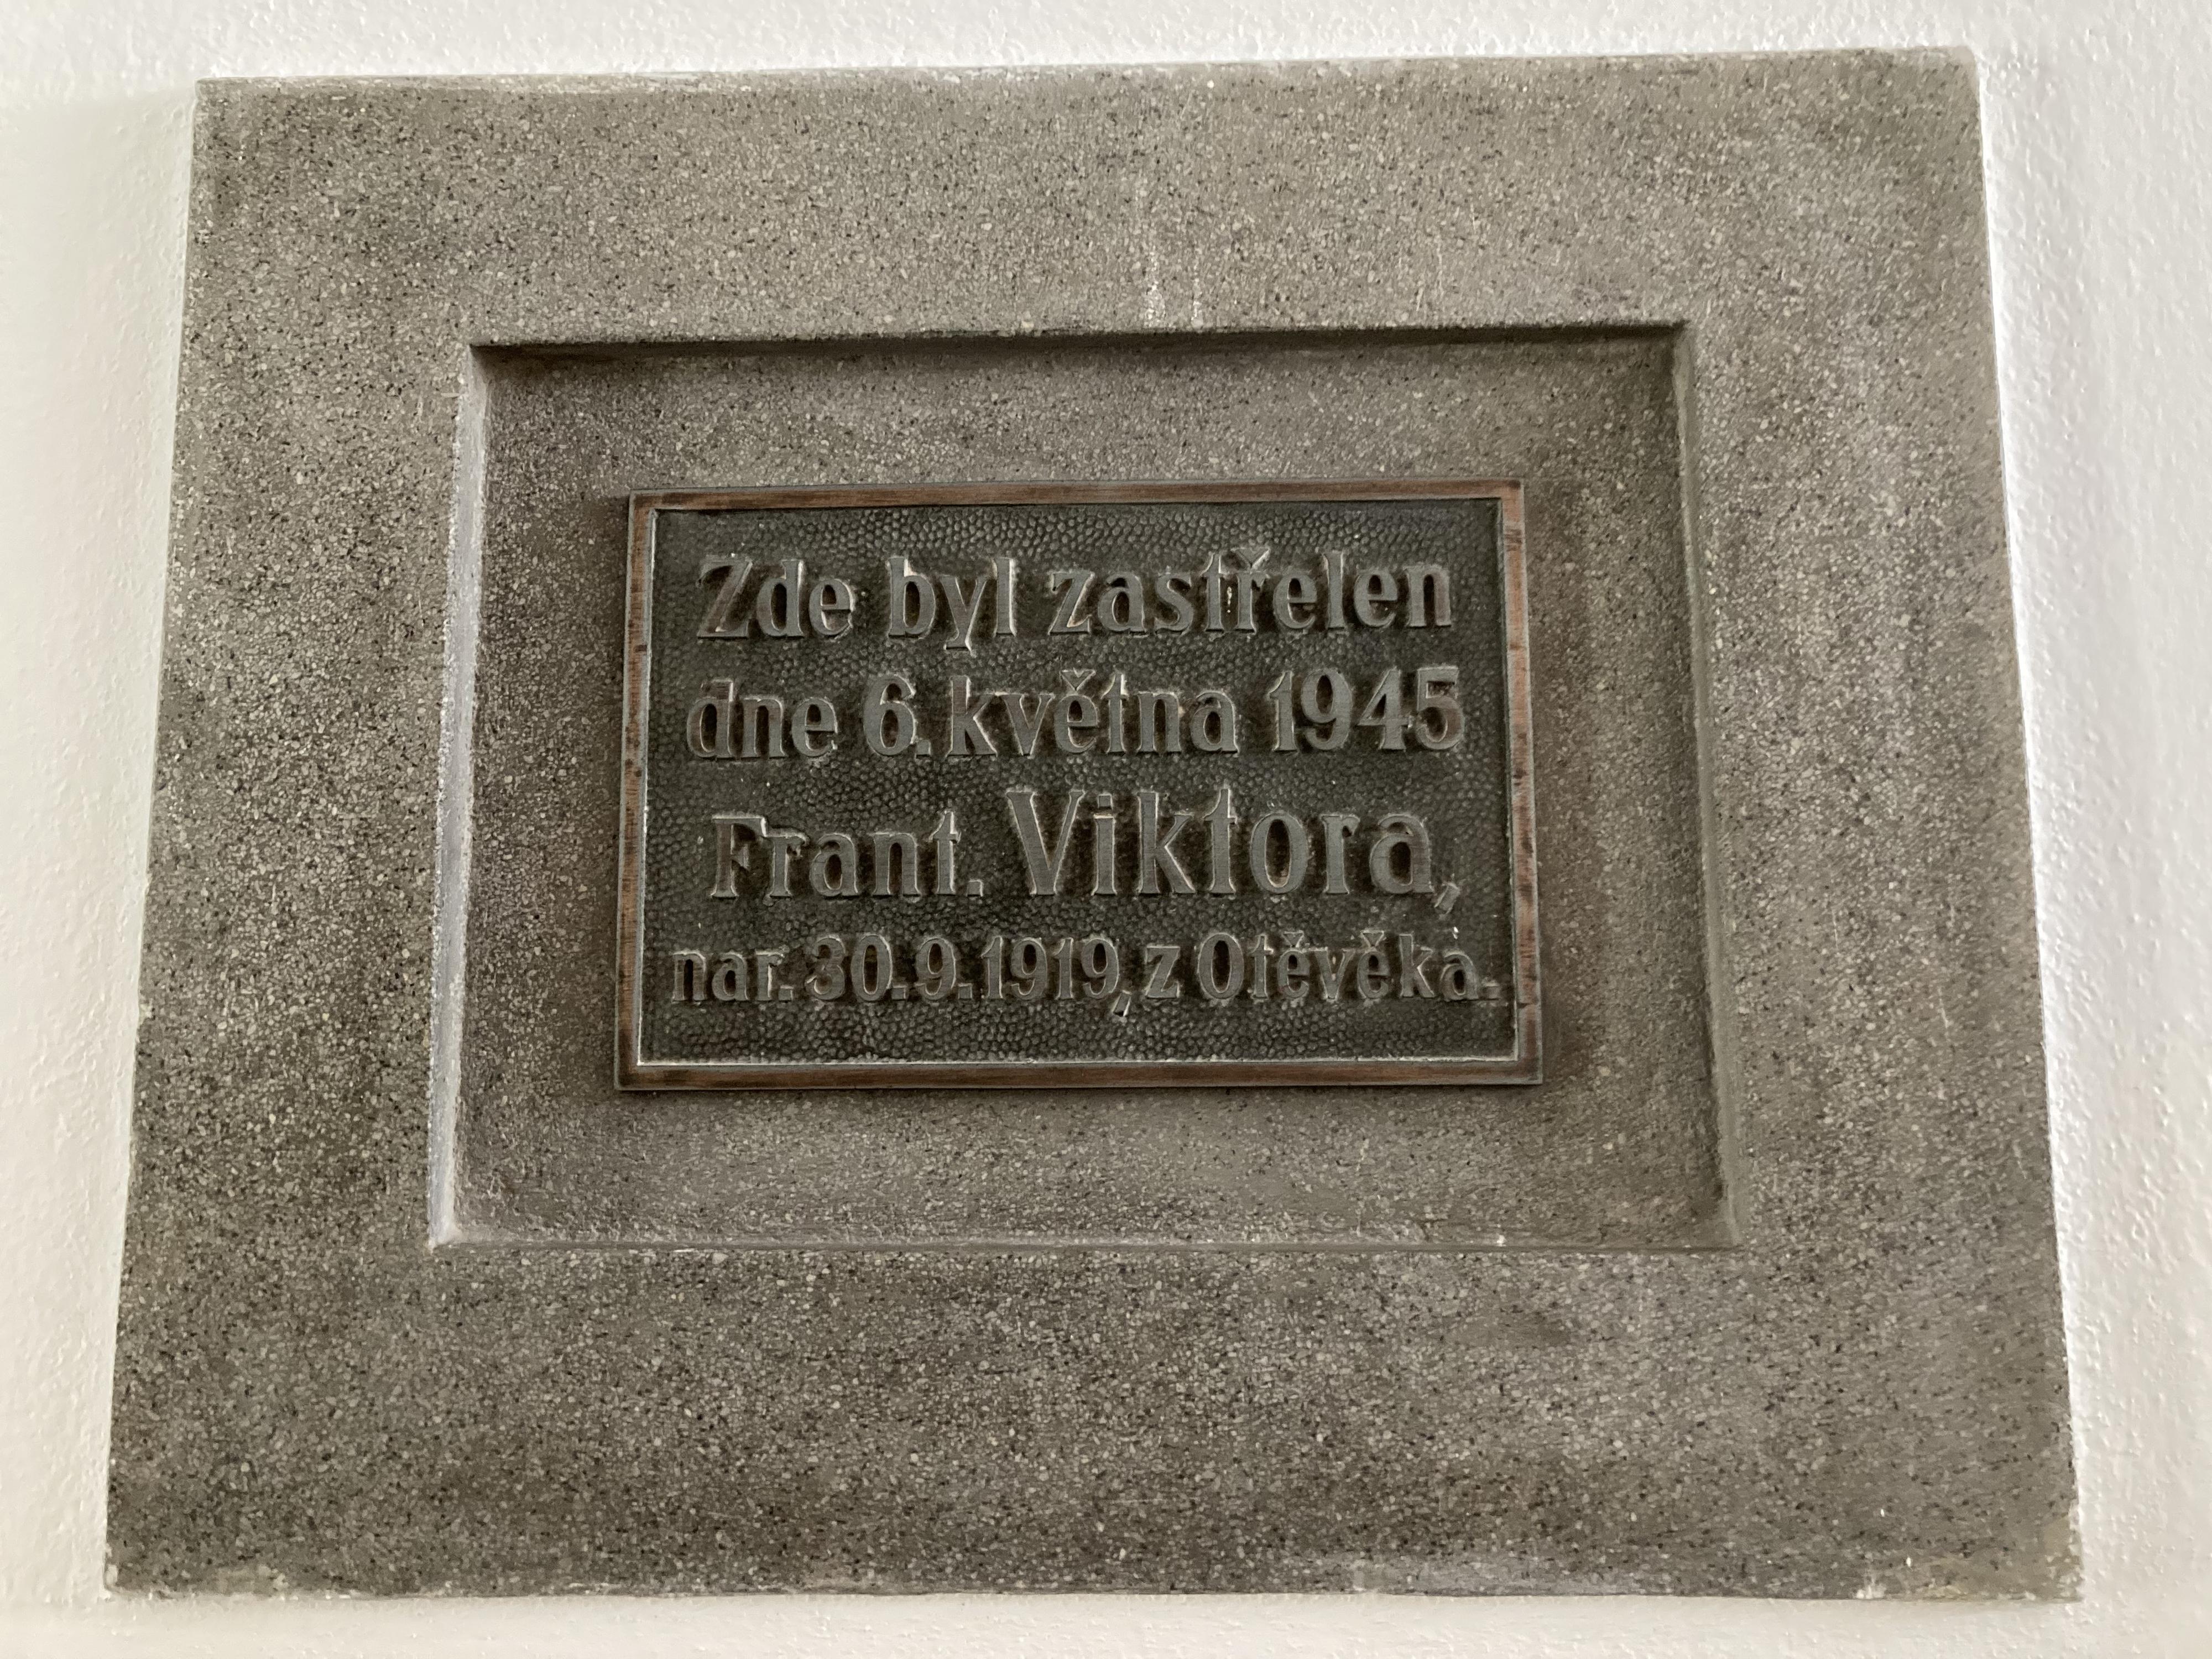 Zde byl zastřelen
dne 6. května 1945
Frant. Viktora,
nar. 30. 9. 1919, z Otěvěka.